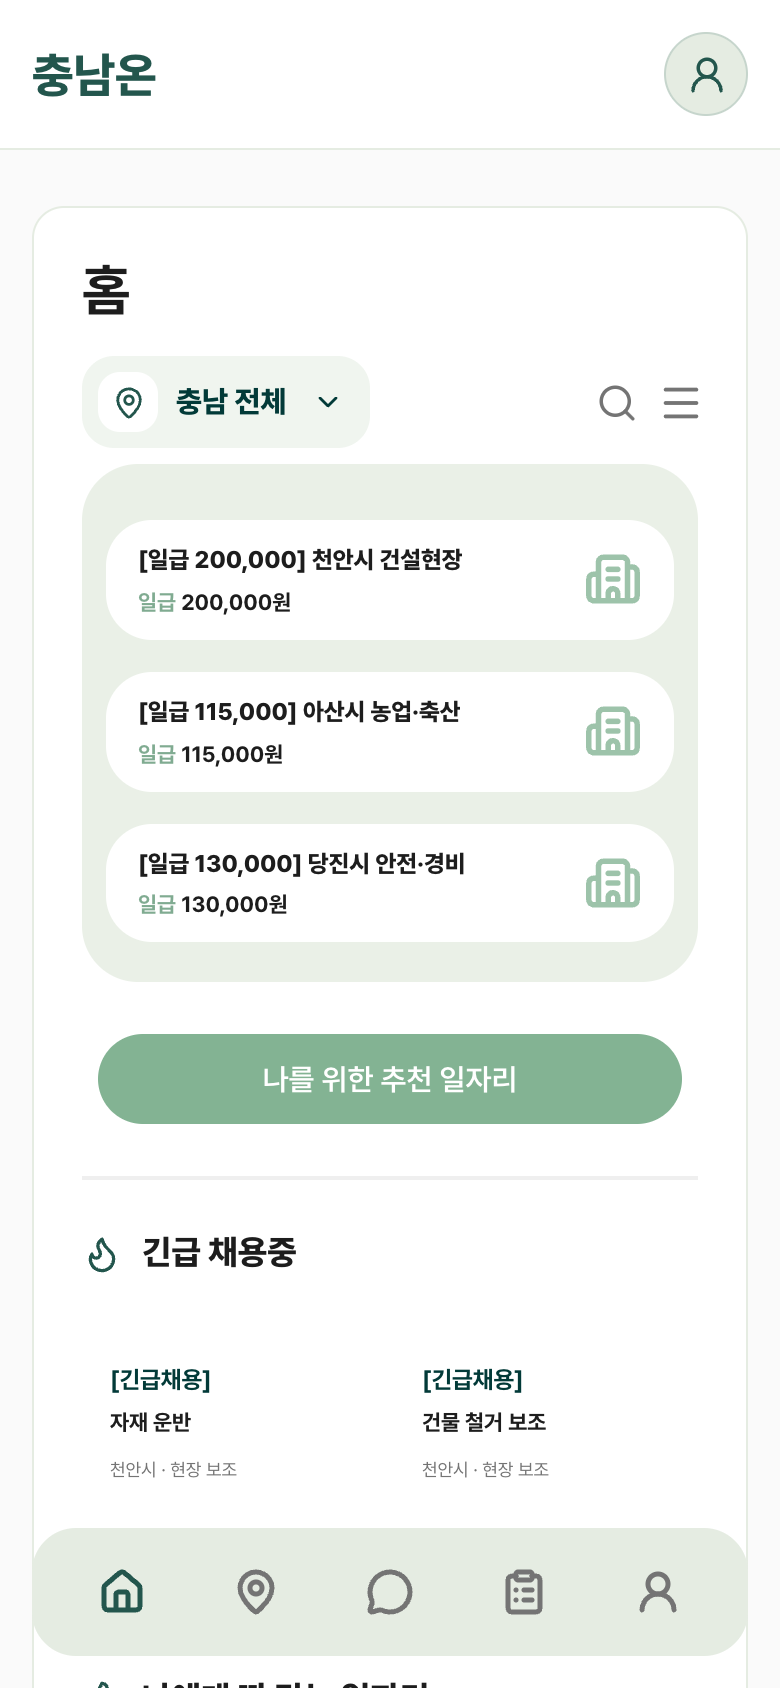 충남온
홈
충남 전체
[일급 200,000] 천안시 건설현장
일급 200,000원
[일급 115,000] 아산시 농업·축산
일급 115,000원
[일급 130,000] 당진시 안전·경비
일급 130,000원
나를 위한 추천 일자리
긴급 채용중
[긴급채용]
자재 운반
천안시 · 현장 보조
[긴급채용]
건물 철거 보조
천안시 · 현장 보조